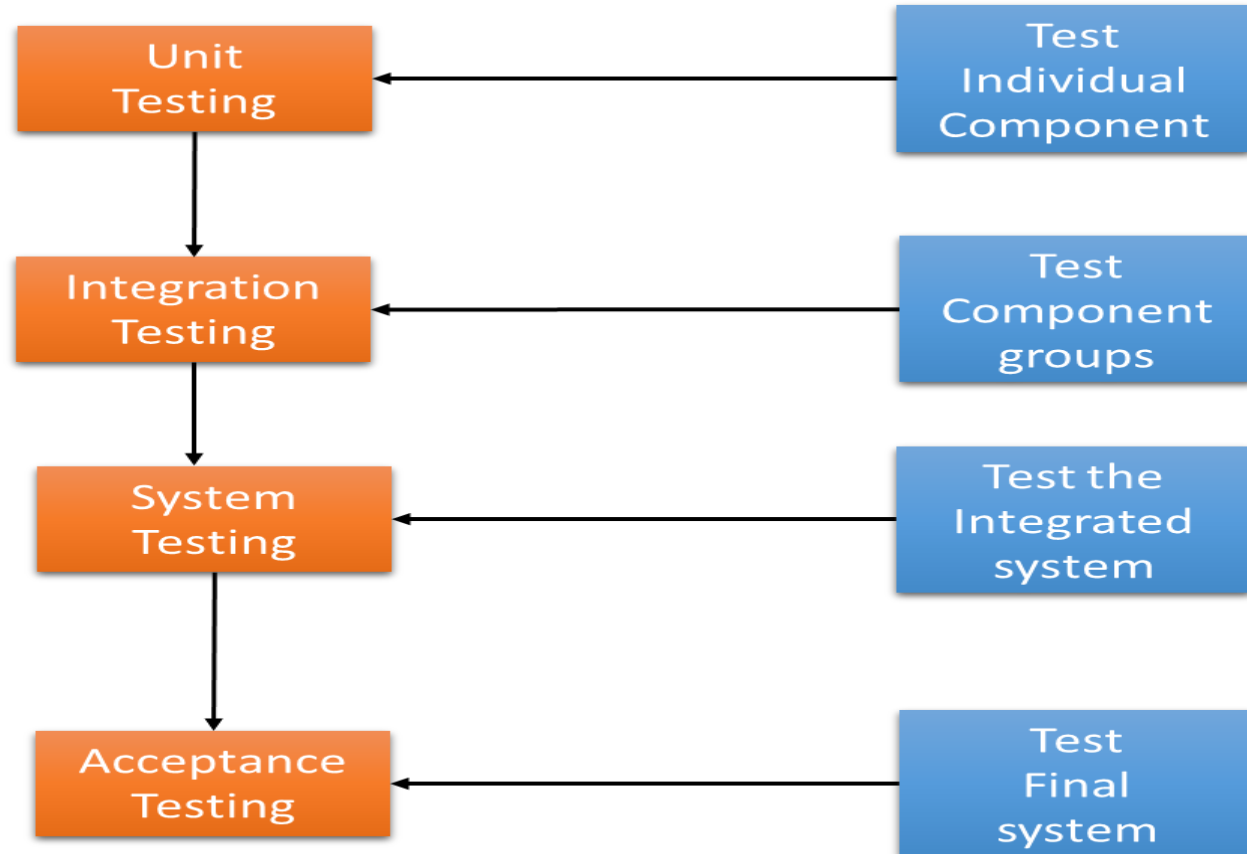 Unit
Testing
Test
Individual
Component
Integration
Testing
Test
Component
groups
System
Testing
Test the
Integrated
system
Acceptance
Testing
Test
Final
system